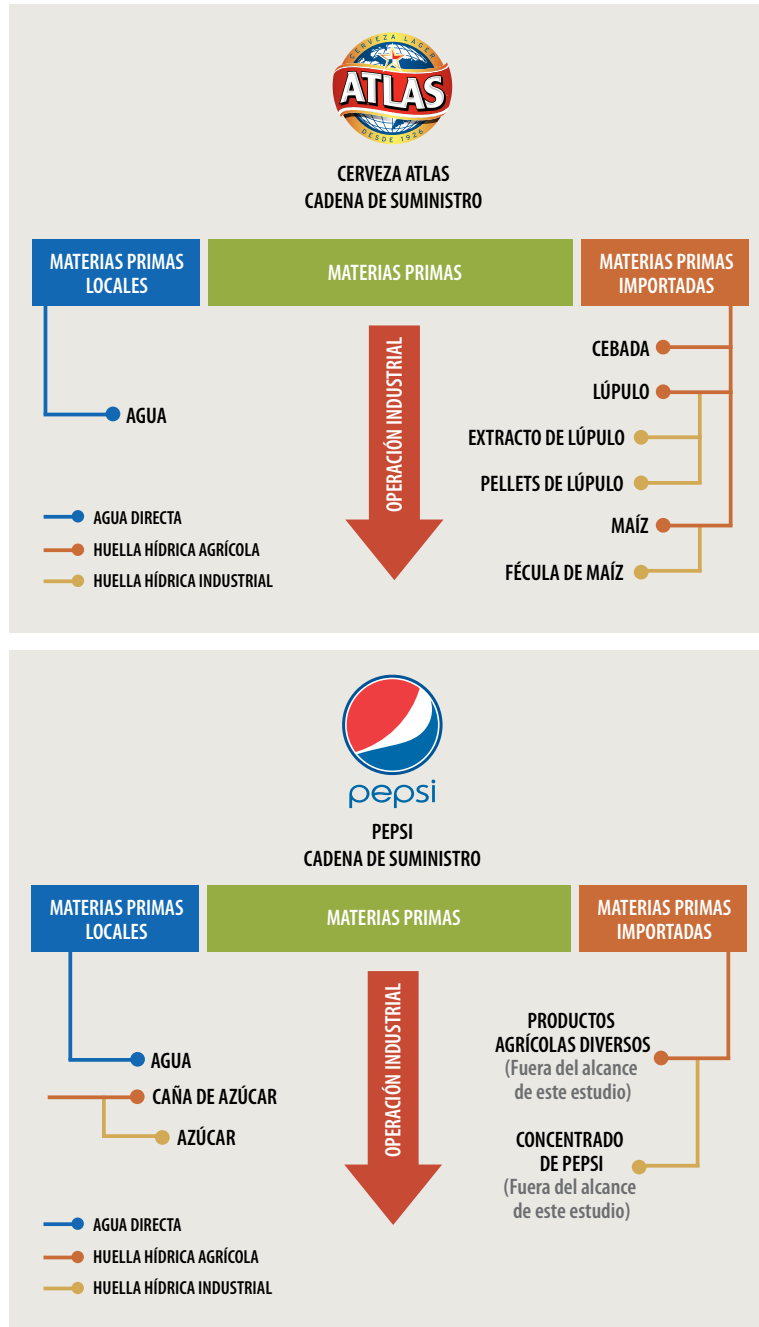 CERVEZA LAGER
ATLAS
DESDE 1926
CERVEZA ATLAS
CADENA DE SUMINISTRO
MATERIAS PRIMAS
LOCALES
MATERIAS PRIMAS
MATERIAS PRIMAS
IMPORTADAS
AGUA
OPERACIÓN INDUSTRIAL
CEBADA
LÚPULO
EXTRACTO DE LÚPULO
PELLETS DE LÚPULO
MAÍZ
FÉCULA DE MAÍZ
AGUA DIRECTA
HUELLA HÍDRICA AGRÍCOLA
HUELLA HÍDRICA INDUSTRIAL
pepsi
PEPSI
CADENA DE SUMINISTRO
MATERIAS PRIMAS
LOCALES
MATERIAS PRIMAS
MATERIAS PRIMAS
IMPORTADAS
AGUA
CAÑA DE AZÚCAR
AZÚCAR
OPERACIÓN INDUSTRIAL
PRODUCTOS
AGRÍCOLAS DIVERSOS
(Fuera del alcance
de este estudio)
CONCENTRADO
DE PEPSI
(Fuera del alcance
de este estudio)
AGUA DIRECTA
HUELLA HÍDRICA AGRÍCOLA
HUELLA HÍDRICA INDUSTRIAL